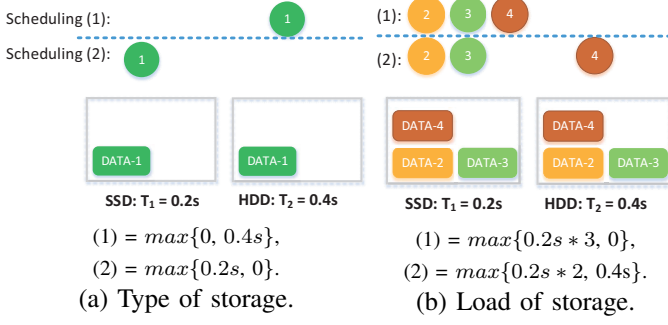 Scheduling (1):
1
Scheduling (2):
1
DATA-1
DATA-1
SSD: T₁ = 0.2s
HDD: T₂ = 0.4s
(1) = max{0, 0.4s},
(2) = max{0.2s, 0}.
(a) Type of storage.
(1):
2
3
4
(2):
2
3
4
DATA-4
DATA-4
DATA-2
DATA-3
DATA-2
DATA-3
SSD: T₁ = 0.2s
HDD: T₂ = 0.4s
(1) = max{0.2s ∗ 3, 0},
(2) = max{0.2s ∗ 2, 0.4s}.
(b) Load of storage.